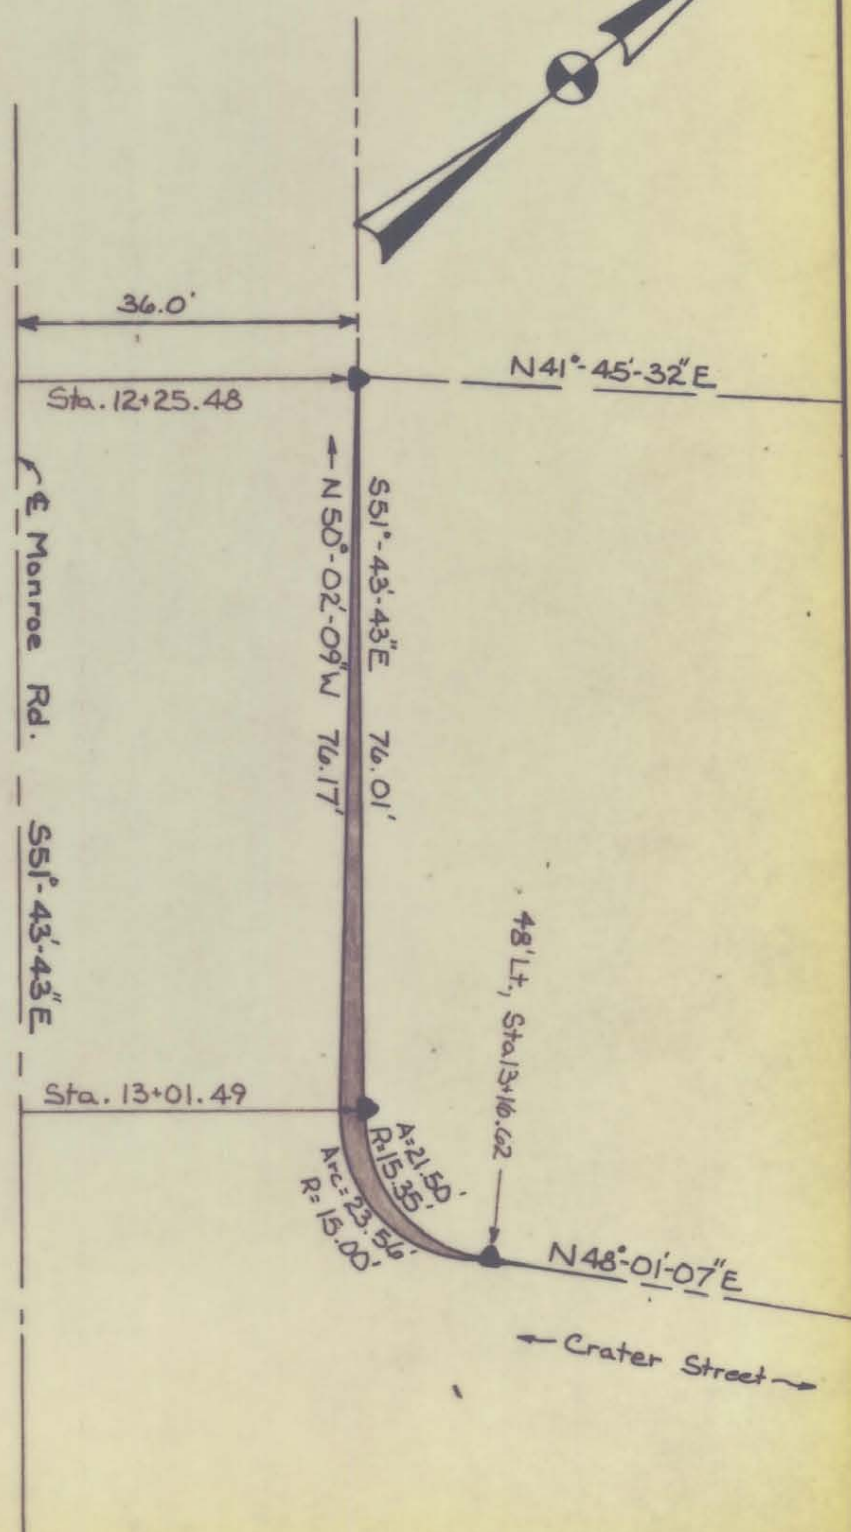 36.0'
Sta. 12+25.48
N41°-45'-32"E
℄ Monroe Rd. S51°-43'-43"E
N50°-02'-09"W 76.17'
S51°-43'-43"E 76.01'
48' Lt., Sta 13+16.62
Sta. 13+01.49
A=21.50'
R=15.35'
Arc=23.56'
R=15.00'
N48°-01'-07"E
Crater Street